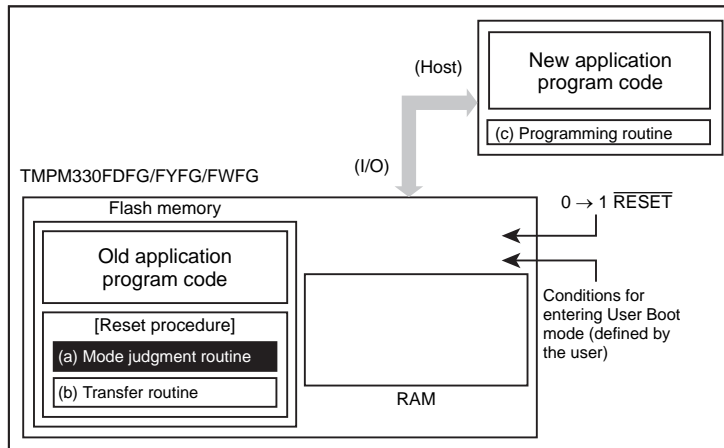 New application
program code
(Host)
(c) Programming routine
(I/O)
TMPM330FDFG/FYFG/FWFG
0 → 1 RESET
Flash memory
Old application
program code
[Reset procedure]
(a) Mode judgment routine
(b) Transfer routine
RAM
Conditions for
entering User Boot
mode (defined by
the user)